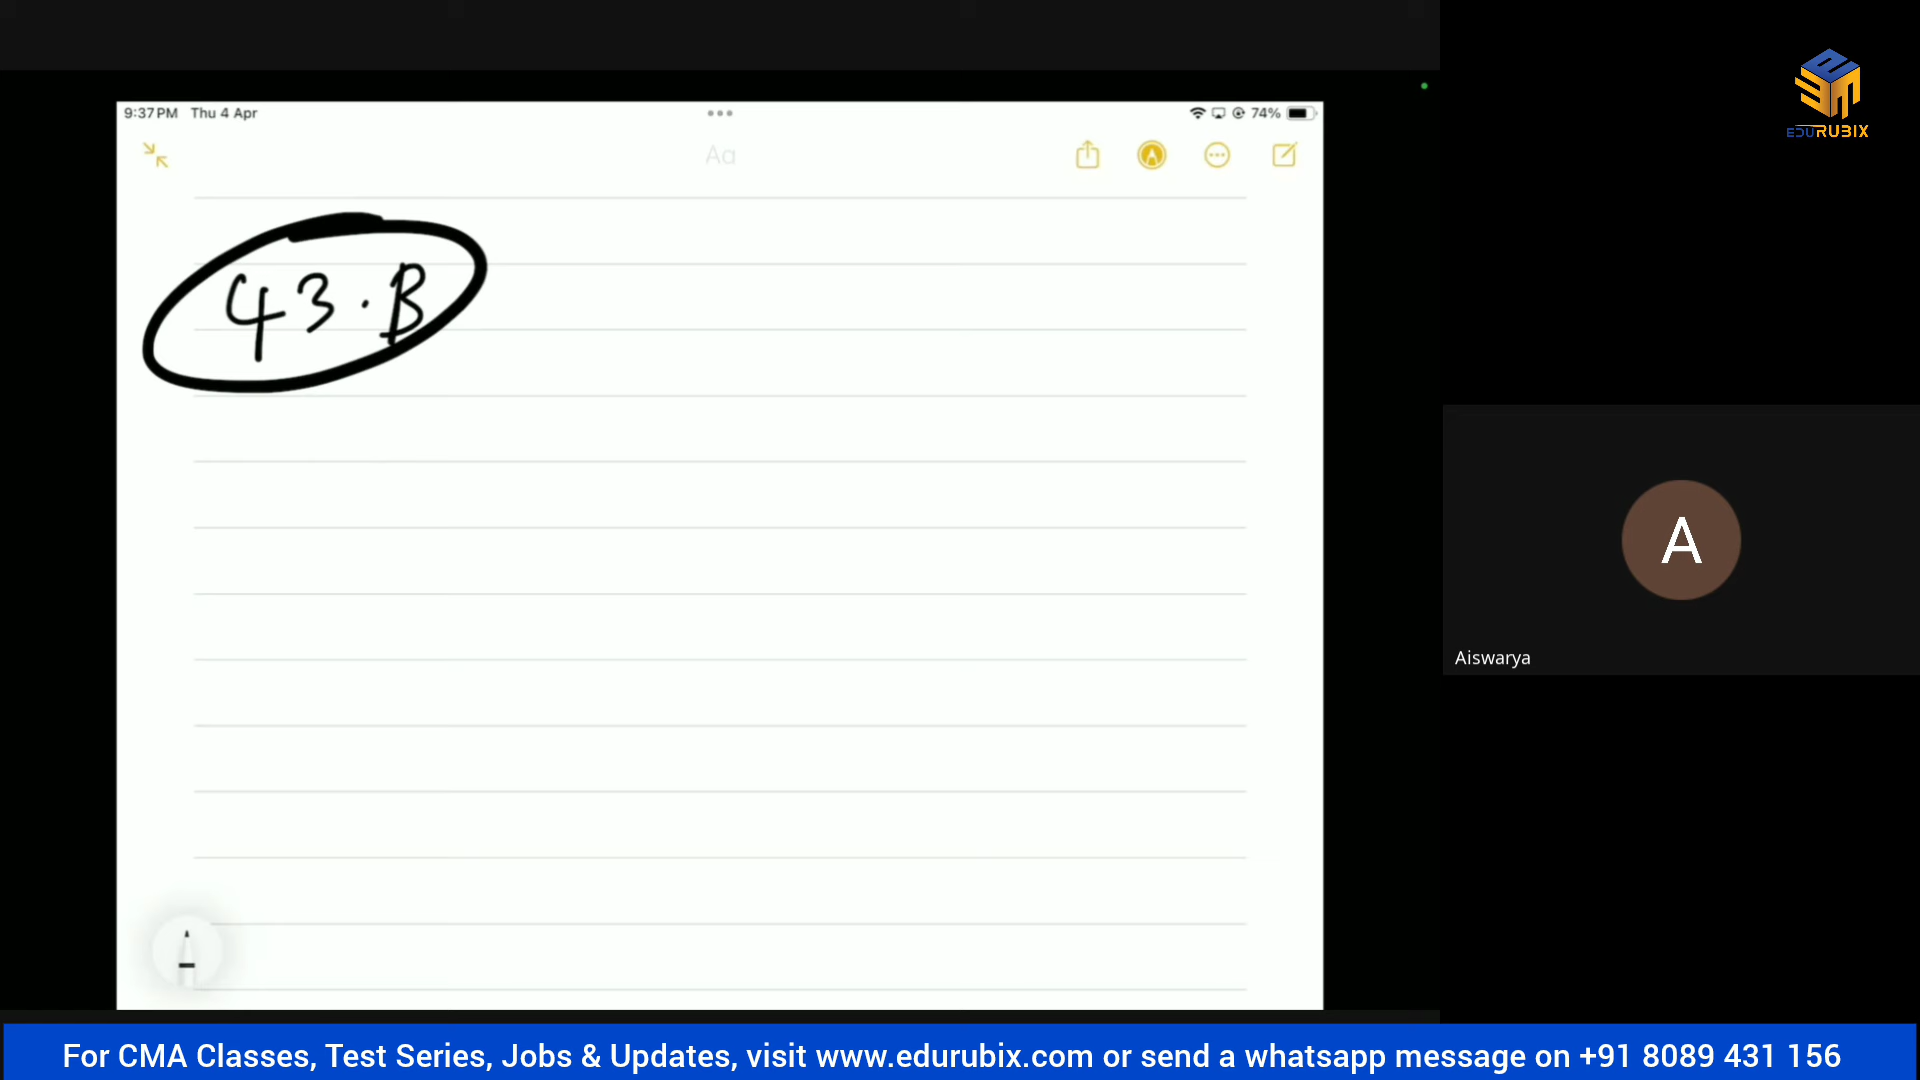 EDURUBIX
9:37 PM Thu 4 Apr
74%
Aa
43.B
A
Aiswarya
For CMA Classes, Test Series, Jobs & Updates, visit www.edurubix.com or send a whatsapp message on +91 8089 431 156